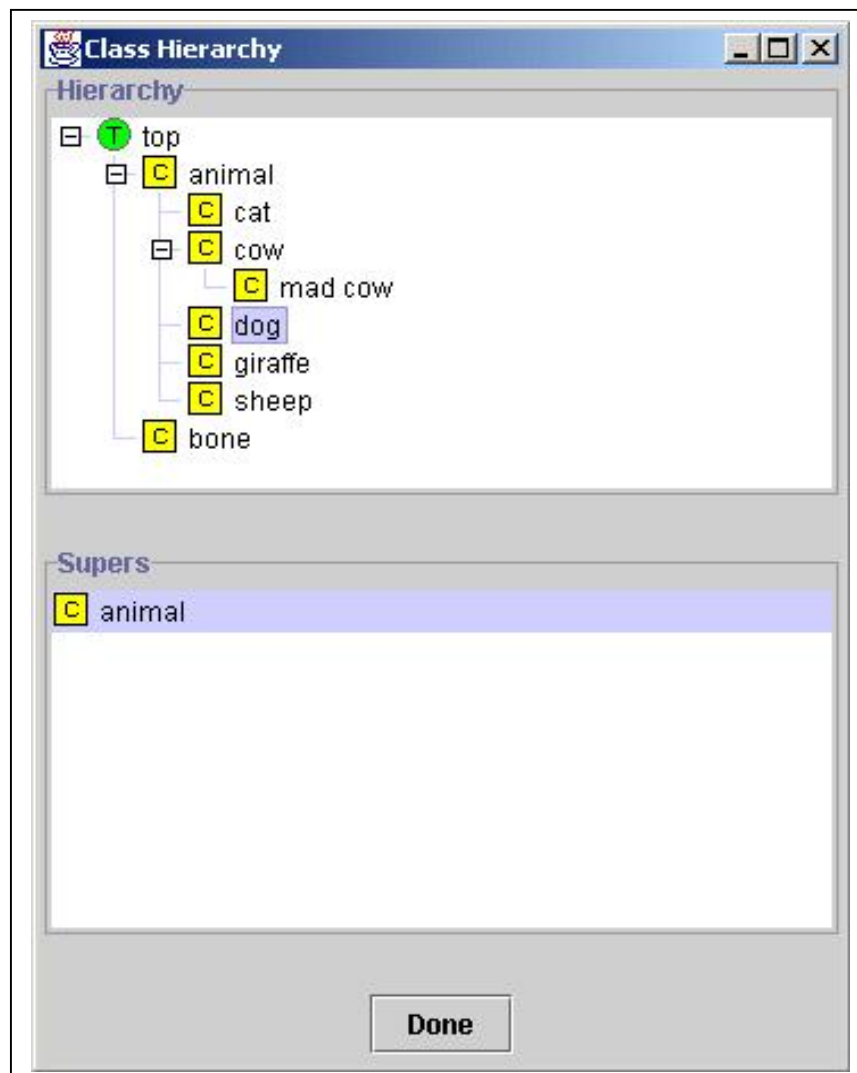 Class Hierarchy
Hierarchy
T top
C animal
C cat
C cow
C mad cow
C dog
C giraffe
C sheep
C bone
Supers
C animal
Done